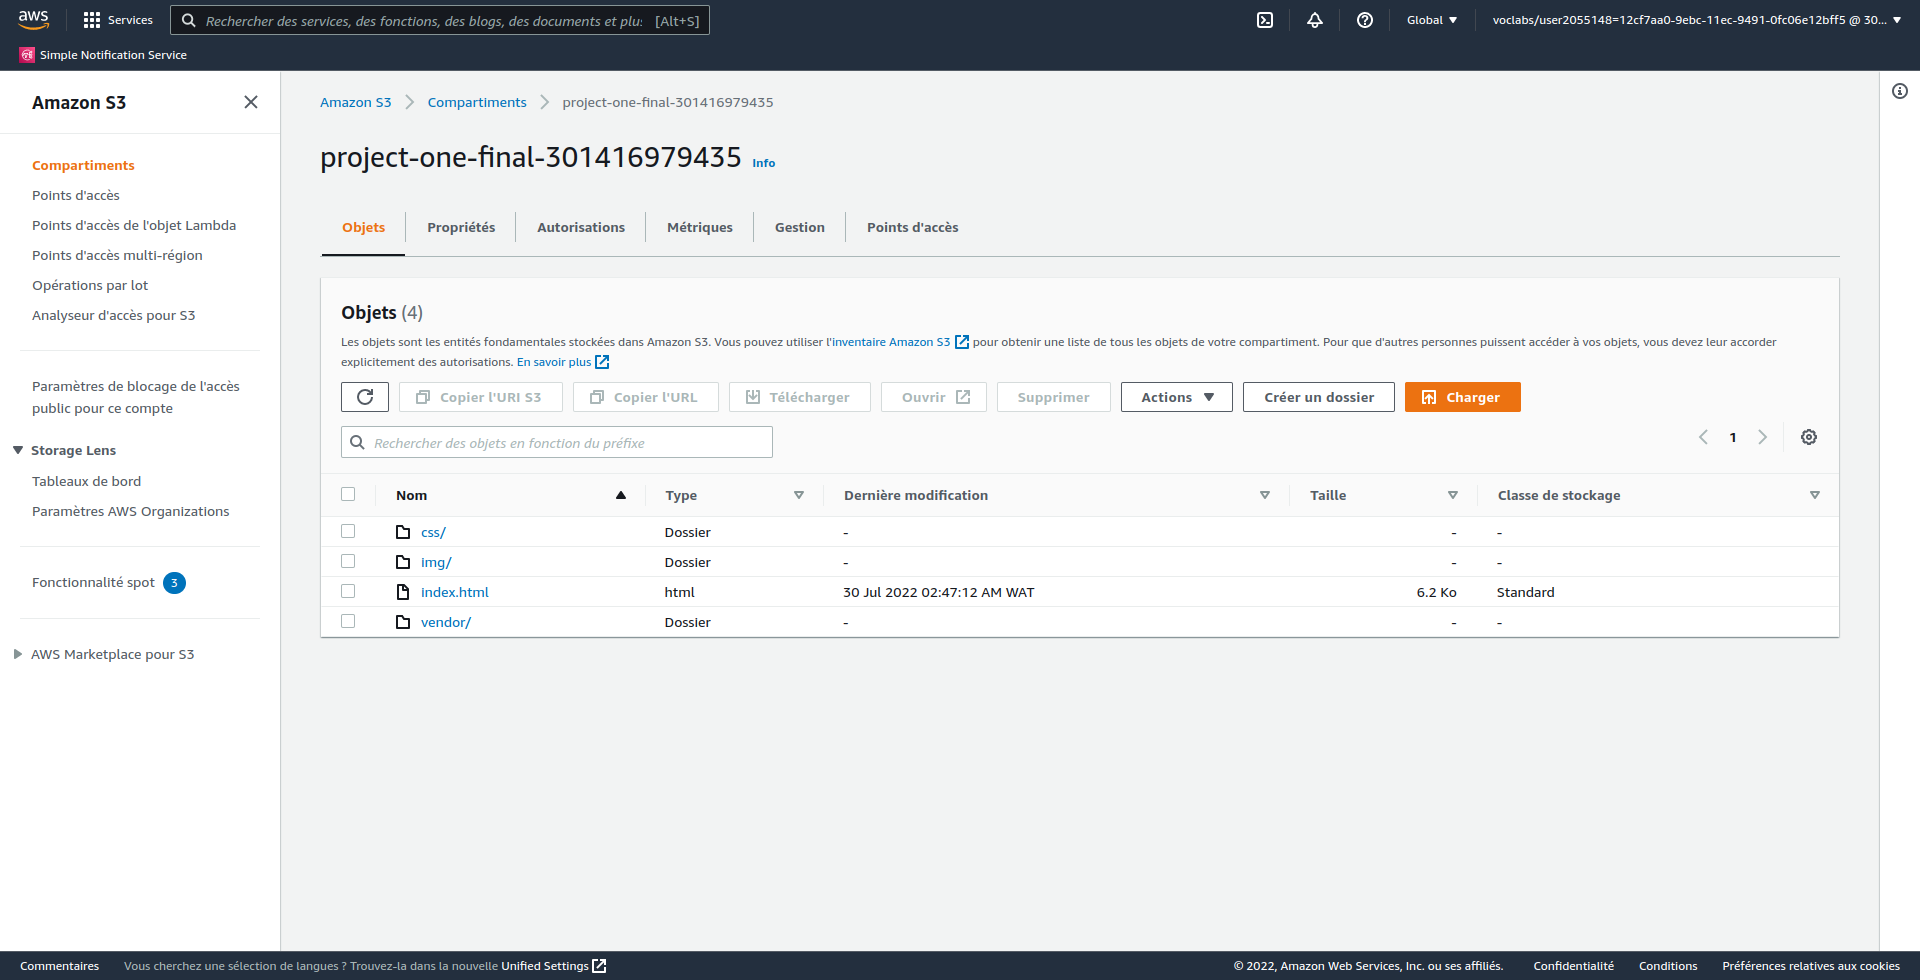 aws
Services
Rechercher des services, des fonctions, des blogs, des documents et plus [Alt+S]
Global
voclabs/user2055148=12cf7aa0-9ebc-11ec-9491-0fc06e12bff5 @ 30...
Simple Notification Service
Amazon S3
Compartiments
Points d'accès
Points d'accès de l'objet Lambda
Points d'accès multi-région
Opérations par lot
Analyseur d'accès pour S3
Paramètres de blocage de l'accès
public pour ce compte
Storage Lens
Tableaux de bord
Paramètres AWS Organizations
Fonctionnalité spot 3
AWS Marketplace pour S3
Amazon S3 Compartiments project-one-final-301416979435
project-one-final-301416979435 Info
Objets Propriétés Autorisations Métriques Gestion Points d'accès
Objets (4)
Les objets sont les entités fondamentales stockées dans Amazon S3. Vous pouvez utiliser l'inventaire Amazon S3 pour obtenir une liste de tous les objets de votre compartiment. Pour que d'autres personnes puissent accéder à vos objets, vous devez leur accorder
explicitement des autorisations. En savoir plus
Copier l'URI S3 Copier l'URL Télécharger Ouvrir Supprimer Actions Créer un dossier Charger
Rechercher des objets en fonction du préfixe
1
Nom Type Dernière modification Taille Classe de stockage
css/ Dossier - - -
img/ Dossier - - -
index.html html 30 Jul 2022 02:47:12 AM WAT 6.2 Ko Standard
vendor/ Dossier - - -
Commentaires Vous cherchez une sélection de langues ? Trouvez-la dans la nouvelle Unified Settings © 2022, Amazon Web Services, Inc. ou ses affiliés. Confidentialité Conditions Préférences relatives aux cookies